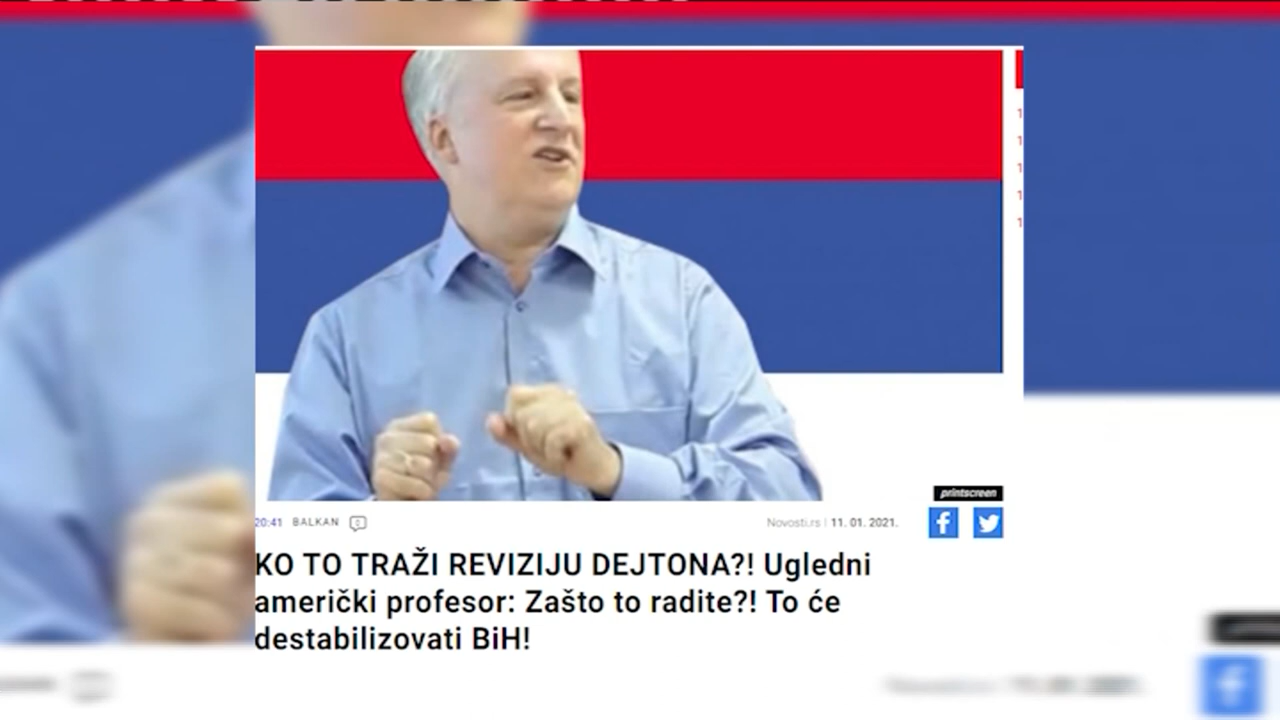 printscreen
20:41 BALKAN 0 Novosti.rs | 11. 01. 2021.
KO TO TRAŽI REVIZIJU DEJTONA?! Ugledni
američki profesor: Zašto to radite?! To će
destabilizovati BiH!